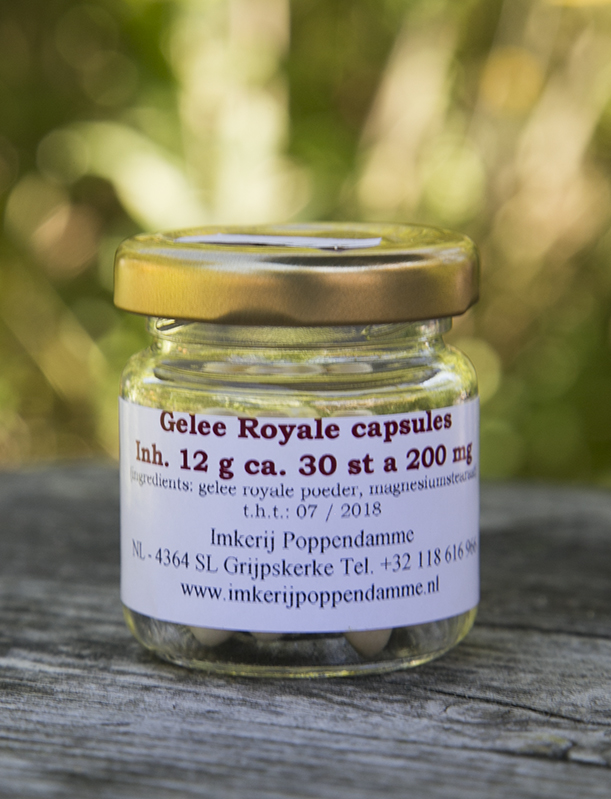 Gelee Royale capsules
Inh. 12 g ca. 30 st a 200 mg
ingredients: gelee royale poeder, magnesiumstearaat
t.h.t.: 07 / 2018
Imkerij Poppendamme
NL - 4364 SL Grijpskerke Tel. +32 118 616 966
www.imkerijpoppendamme.nl